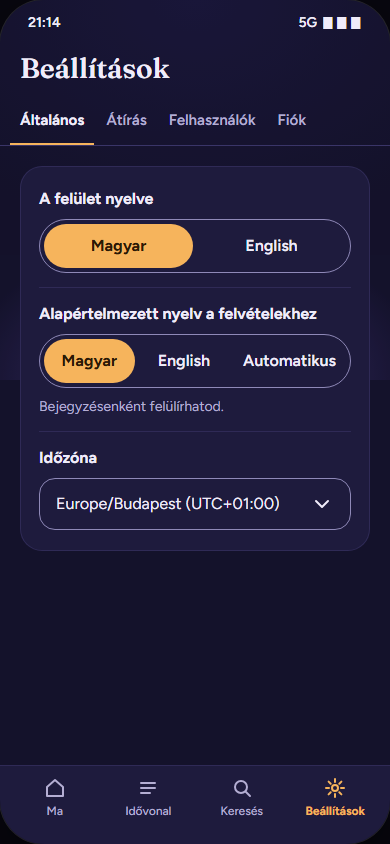 21:14
5G
Beállítások
Általános Átírás Felhasználók Fiók
A felület nyelve
Magyar English
Alapértelmezett nyelv a felvételekhez
Magyar English Automatikus
Bejegyzésenként felülírhatod.
Időzóna
Europe/Budapest (UTC+01:00)
Ma Idővonal Keresés Beállítások